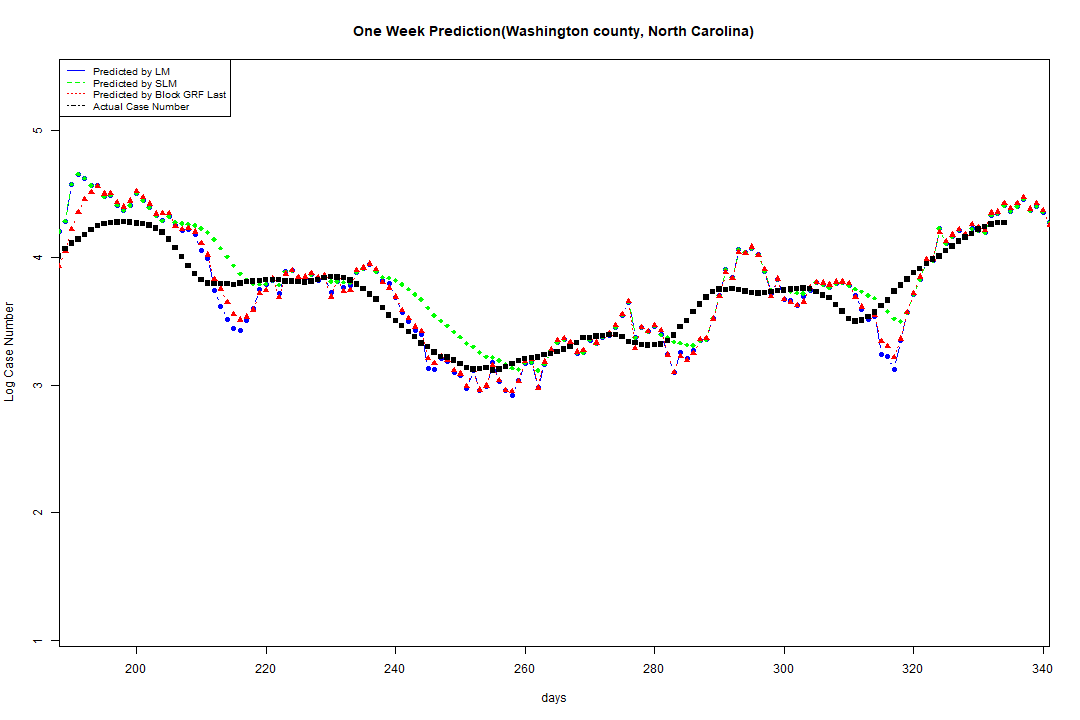 One Week Prediction(Washington county, North Carolina)
Predicted by LM
Predicted by SLM
Predicted by Block GRF Last
Actual Case Number
5
4
3
2
1
Log Case Number
200 220 240 260 280 300 320 340
days